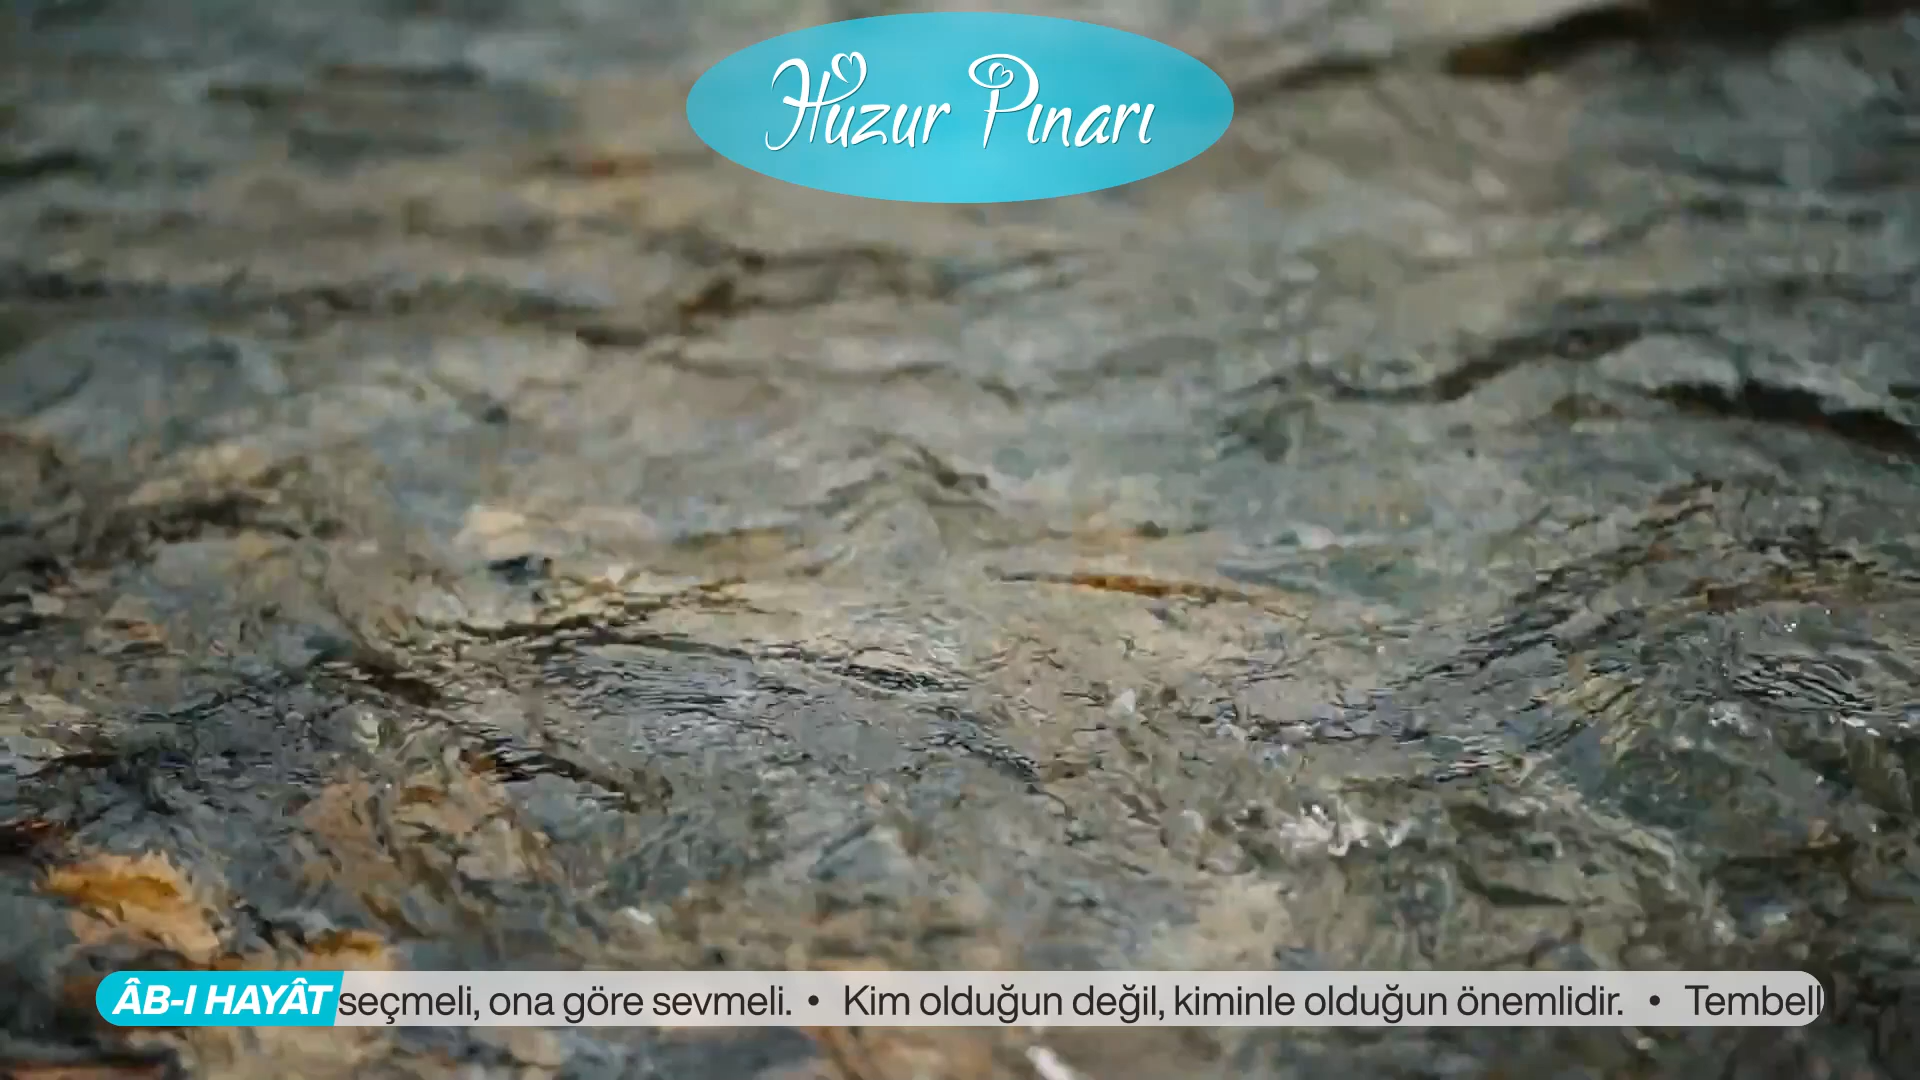 Huzur Pınarı
ÂB-I HAYÂT seçmeli, ona göre sevmeli. • Kim olduğun değil, kiminle olduğun önemlidir. •